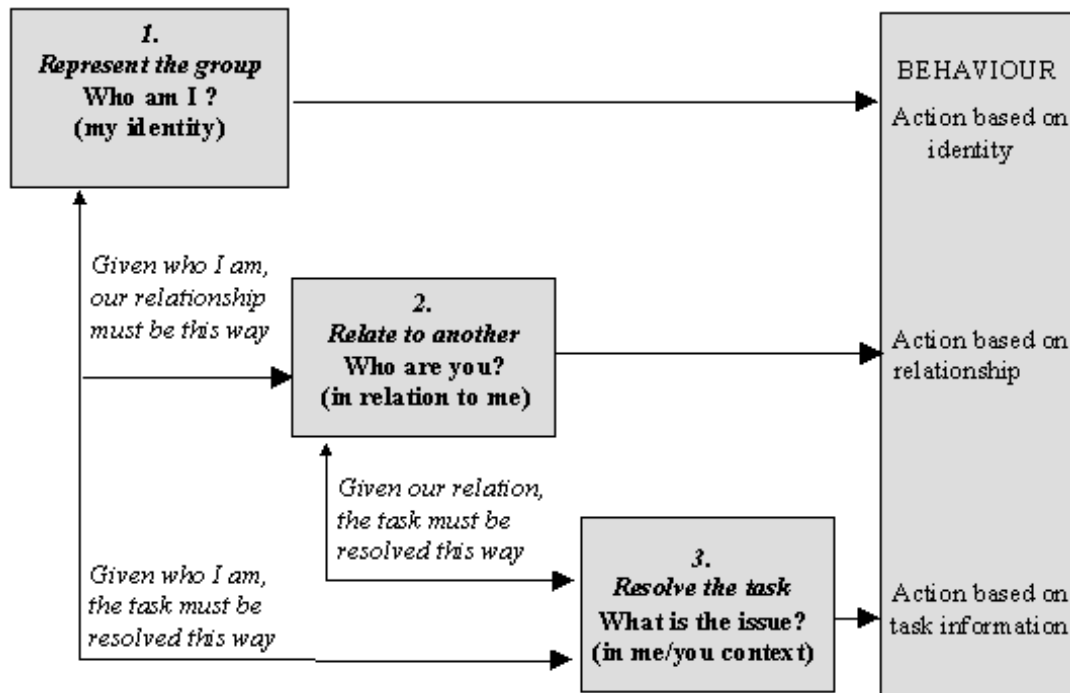 1.
Represent the group
Who am I ?
(my identity)
BEHAVIOUR
Action based on
identity
Given who I am,
our relationship
must be this way
2.
Relate to another
Who are you?
(in relation to me)
Action based on
relationship
Given our relation,
the task must be
resolved this way
Given who I am,
the task must be
resolved this way
3.
Resolve the task
What is the issue?
(in me/you context)
Action based on
task information